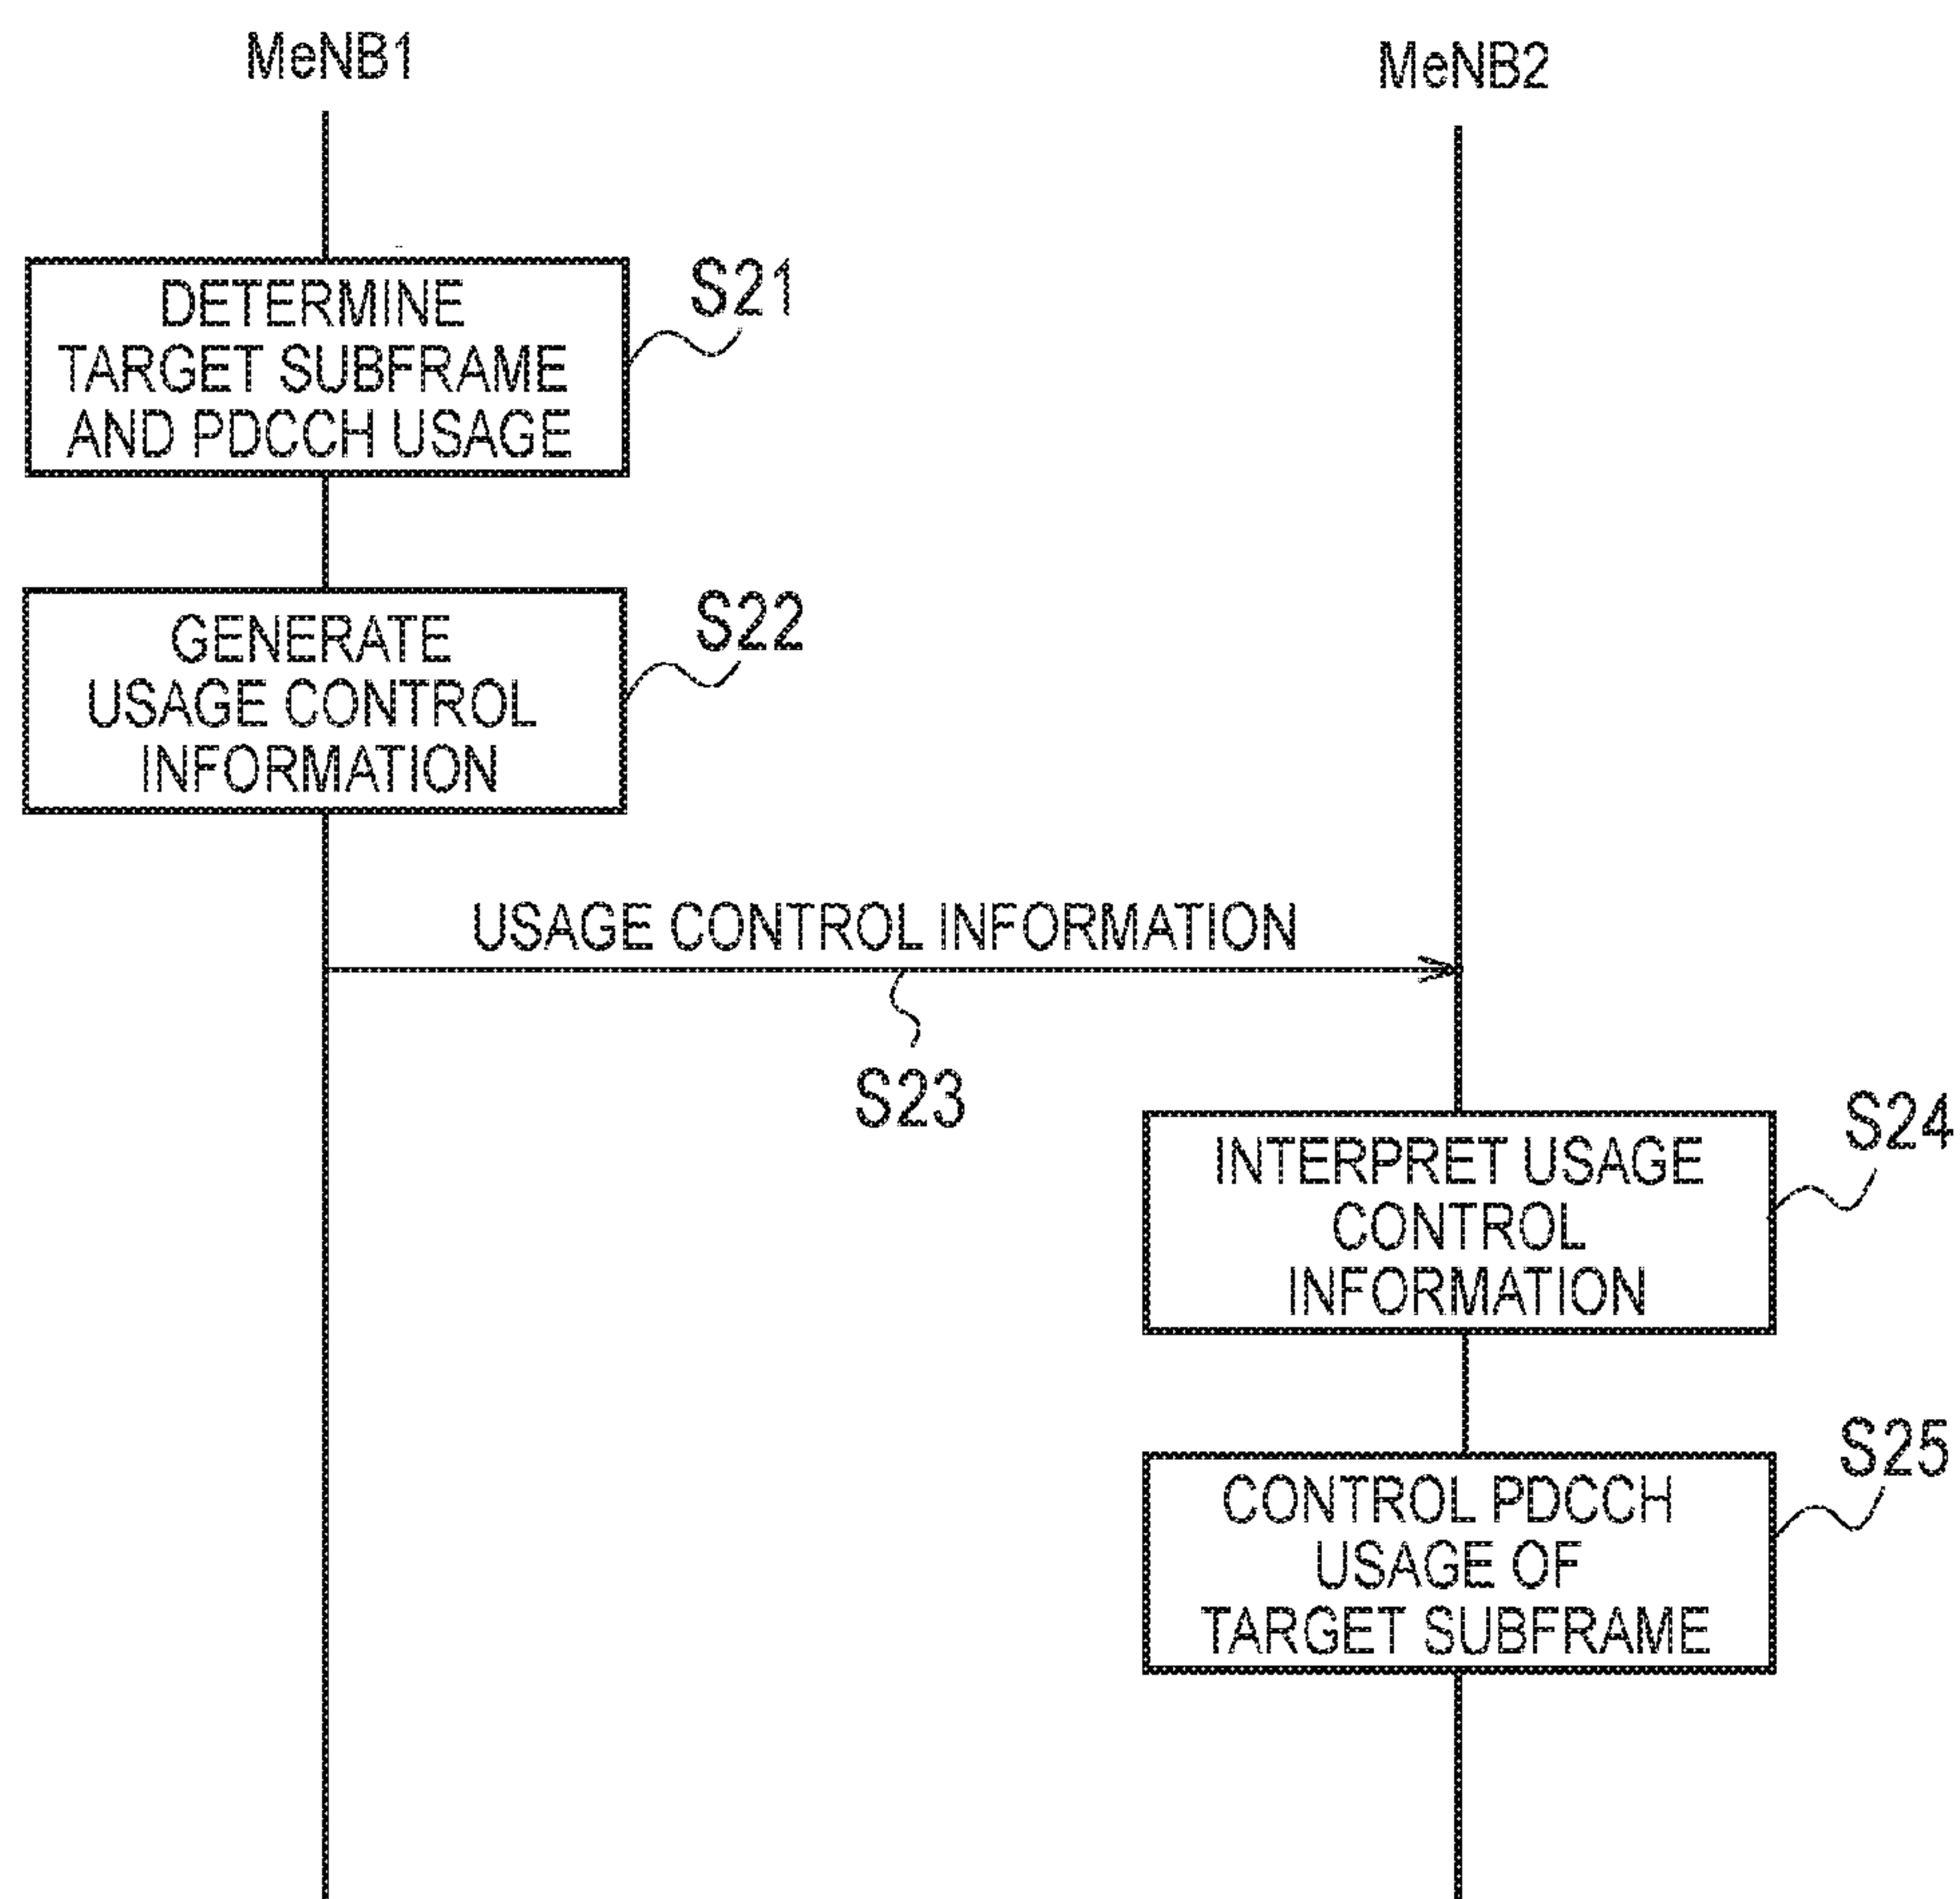 MeNB1
MeNB2
DETERMINE
TARGET SUBFRAME
AND PDCCH USAGE
S21
GENERATE
USAGE CONTROL
INFORMATION
S22
USAGE CONTROL INFORMATION
S23
INTERPRET USAGE
CONTROL
INFORMATION
S24
CONTROL PDCCH
USAGE OF
TARGET SUBFRAME
S25